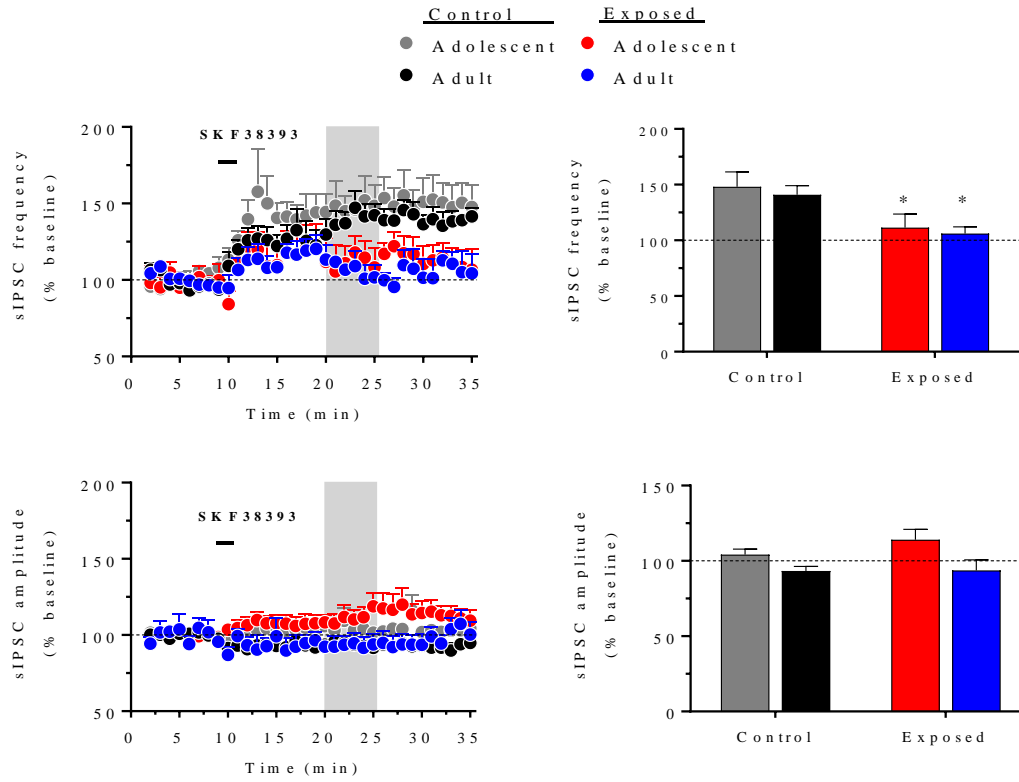 Control Exposed
Adolescent Adolescent
Adult Adult
sIPSC frequency
(% baseline)
200
150
100
50
SKF38393
0 5 10 15 20 25 30 35
Time (min)
sIPSC frequency
(% baseline)
200
150
100
50
0
* *
Control Exposed
sIPSC amplitude
(% baseline)
200
150
100
50
SKF38393
0 5 10 15 20 25 30 35
Time (min)
sIPSC amplitude
(% baseline)
150
100
50
0
Control Exposed